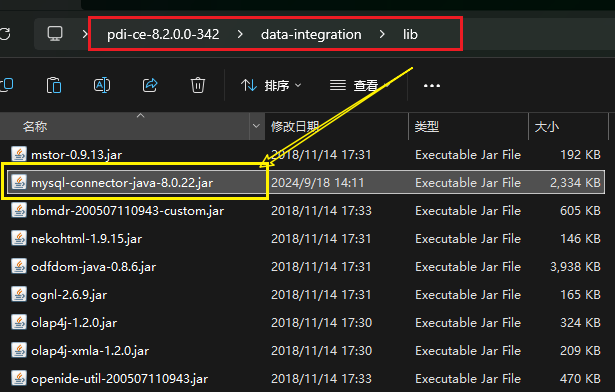 pdi-ce-8.2.0.0-342 > data-integration > lib
排序 查看 ...
名称 修改日期 类型 大小
mstor-0.9.13.jar 2018/11/14 17:31 Executable Jar File 192 KB
mysql-connector-java-8.0.22.jar 2024/9/18 14:11 Executable Jar File 2,334 KB
nbmdr-200507110943-custom.jar 2018/11/14 17:33 Executable Jar File 605 KB
nekohtml-1.9.15.jar 2018/11/14 17:31 Executable Jar File 146 KB
odfdom-java-0.8.6.jar 2018/11/14 17:31 Executable Jar File 3,938 KB
ognl-2.6.9.jar 2018/11/14 17:31 Executable Jar File 165 KB
olap4j-1.2.0.jar 2018/11/14 17:30 Executable Jar File 324 KB
olap4j-xmla-1.2.0.jar 2018/11/14 17:30 Executable Jar File 209 KB
openide-util-200507110943.jar 2018/11/14 17:33 Executable Jar File 470 KB